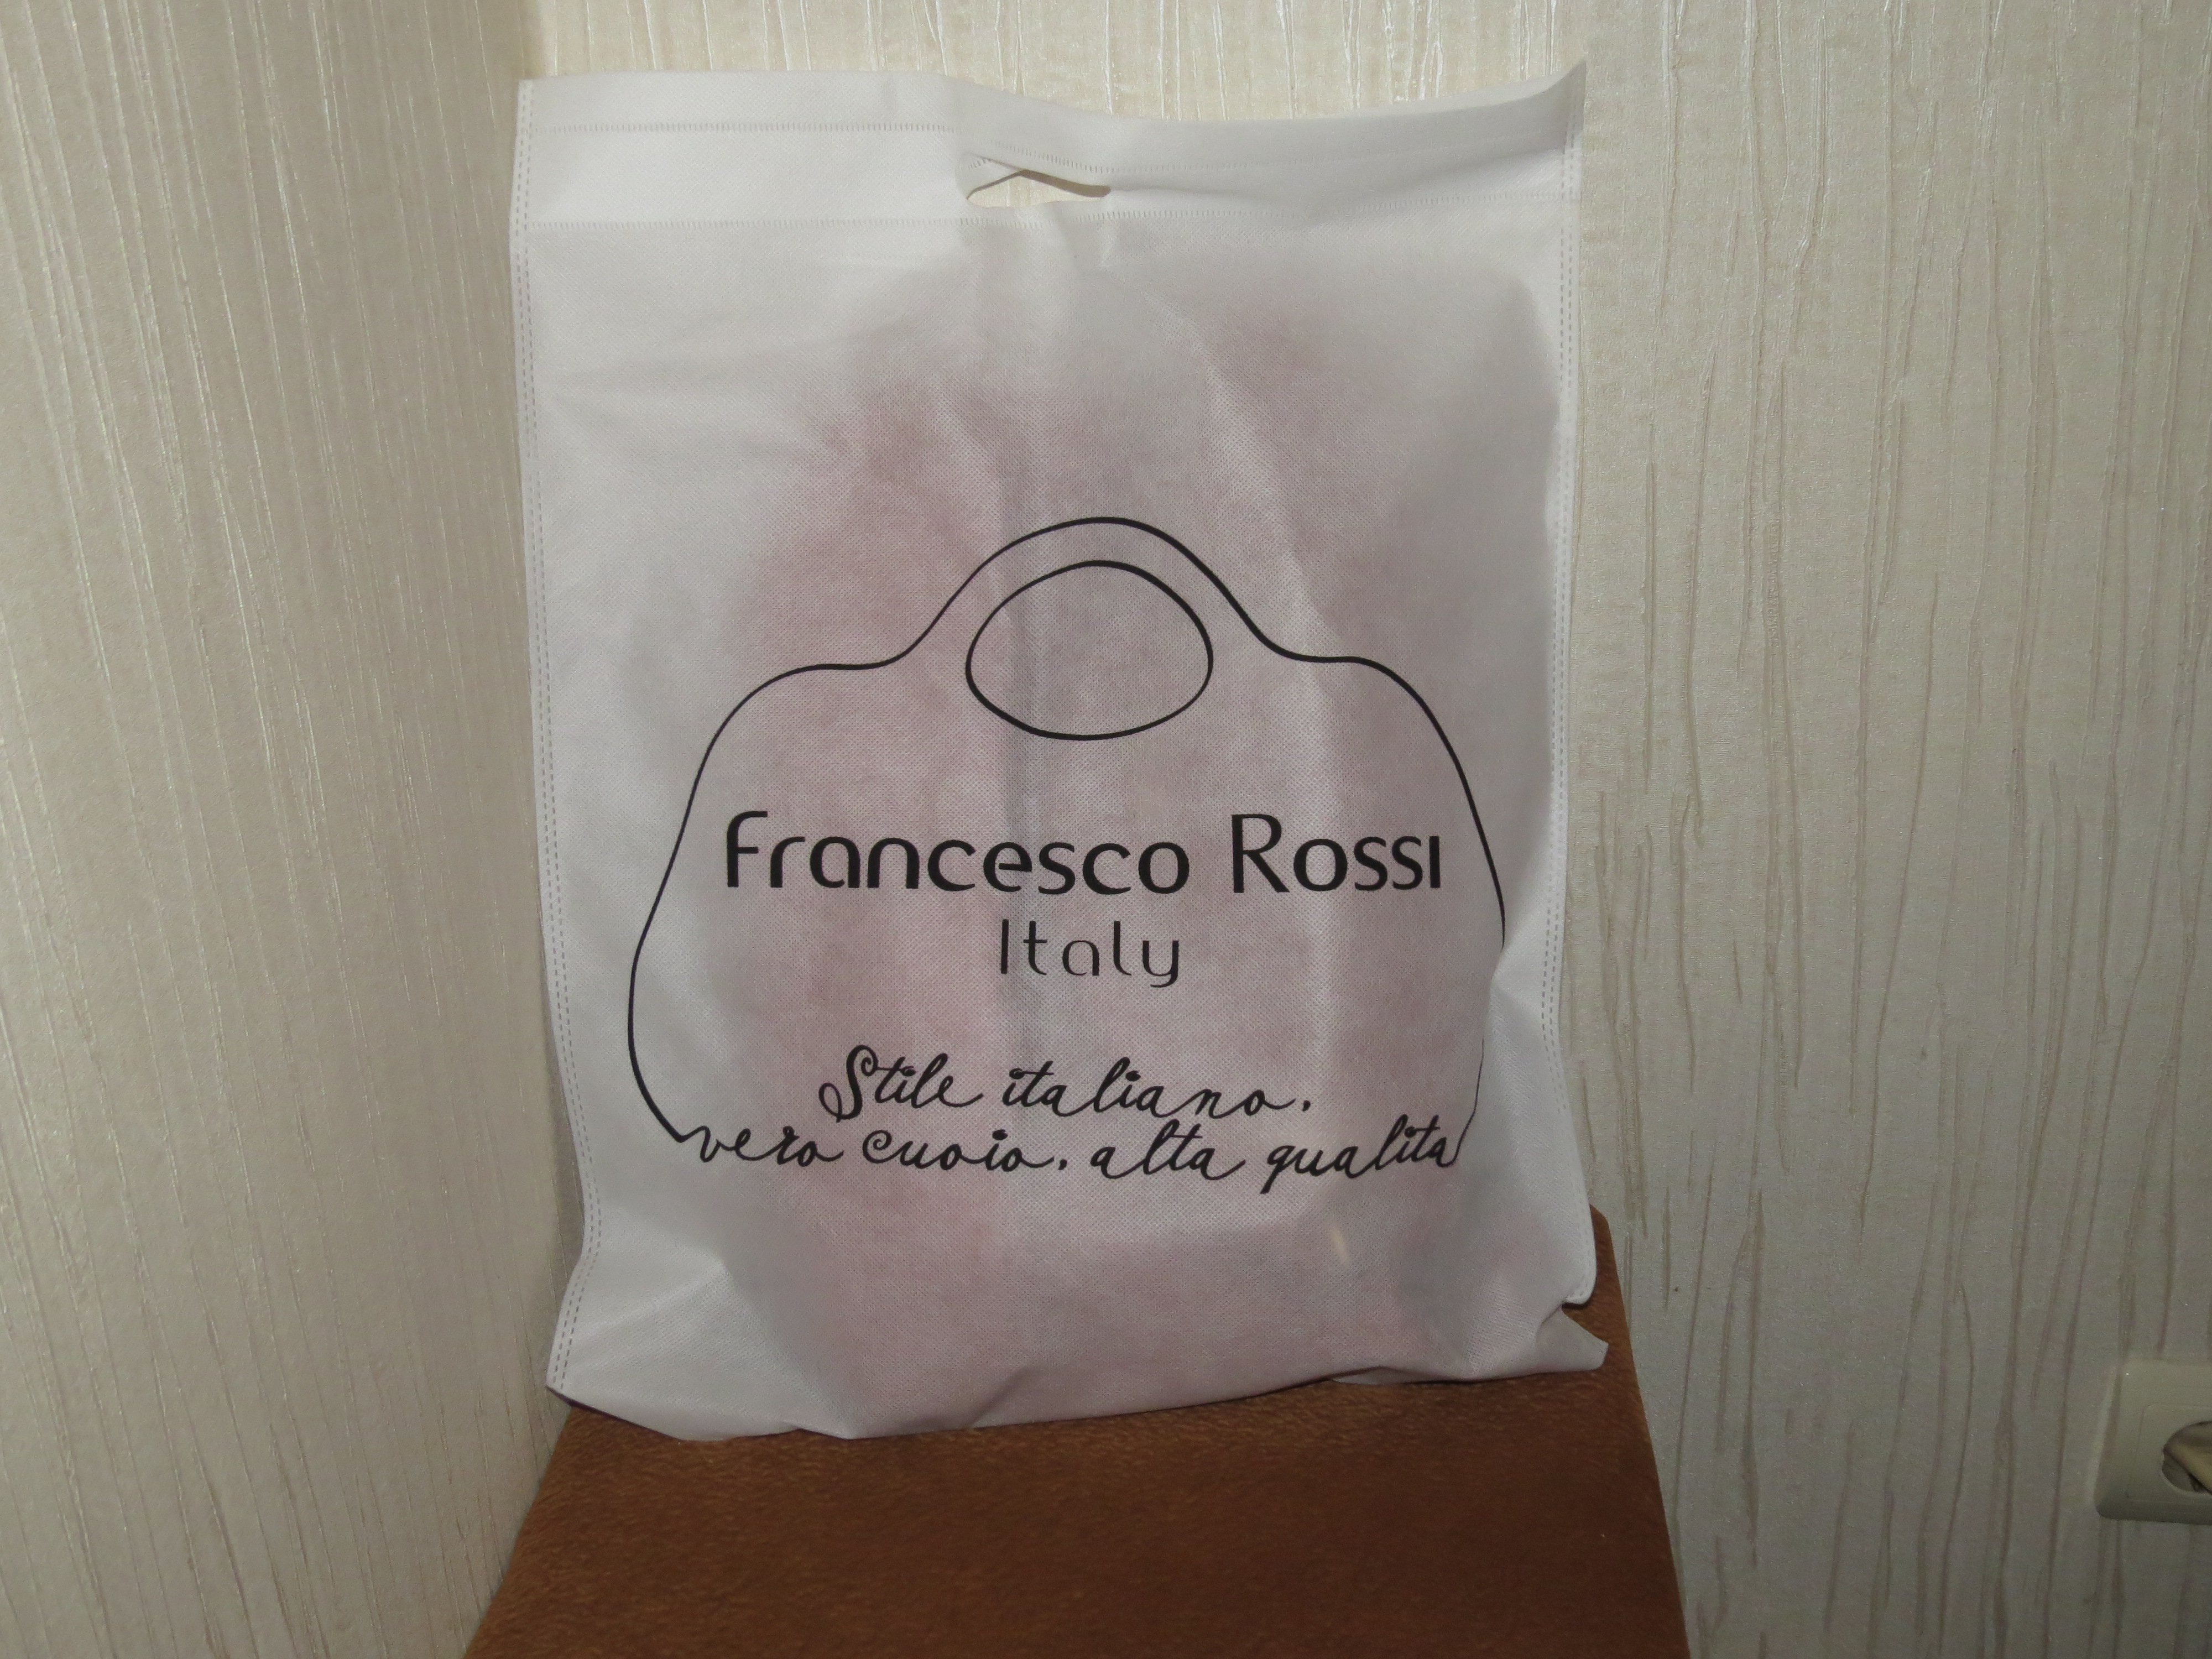 Francesco Rossi
Italy
Stile italiano,
vero cuoio, alta qualita